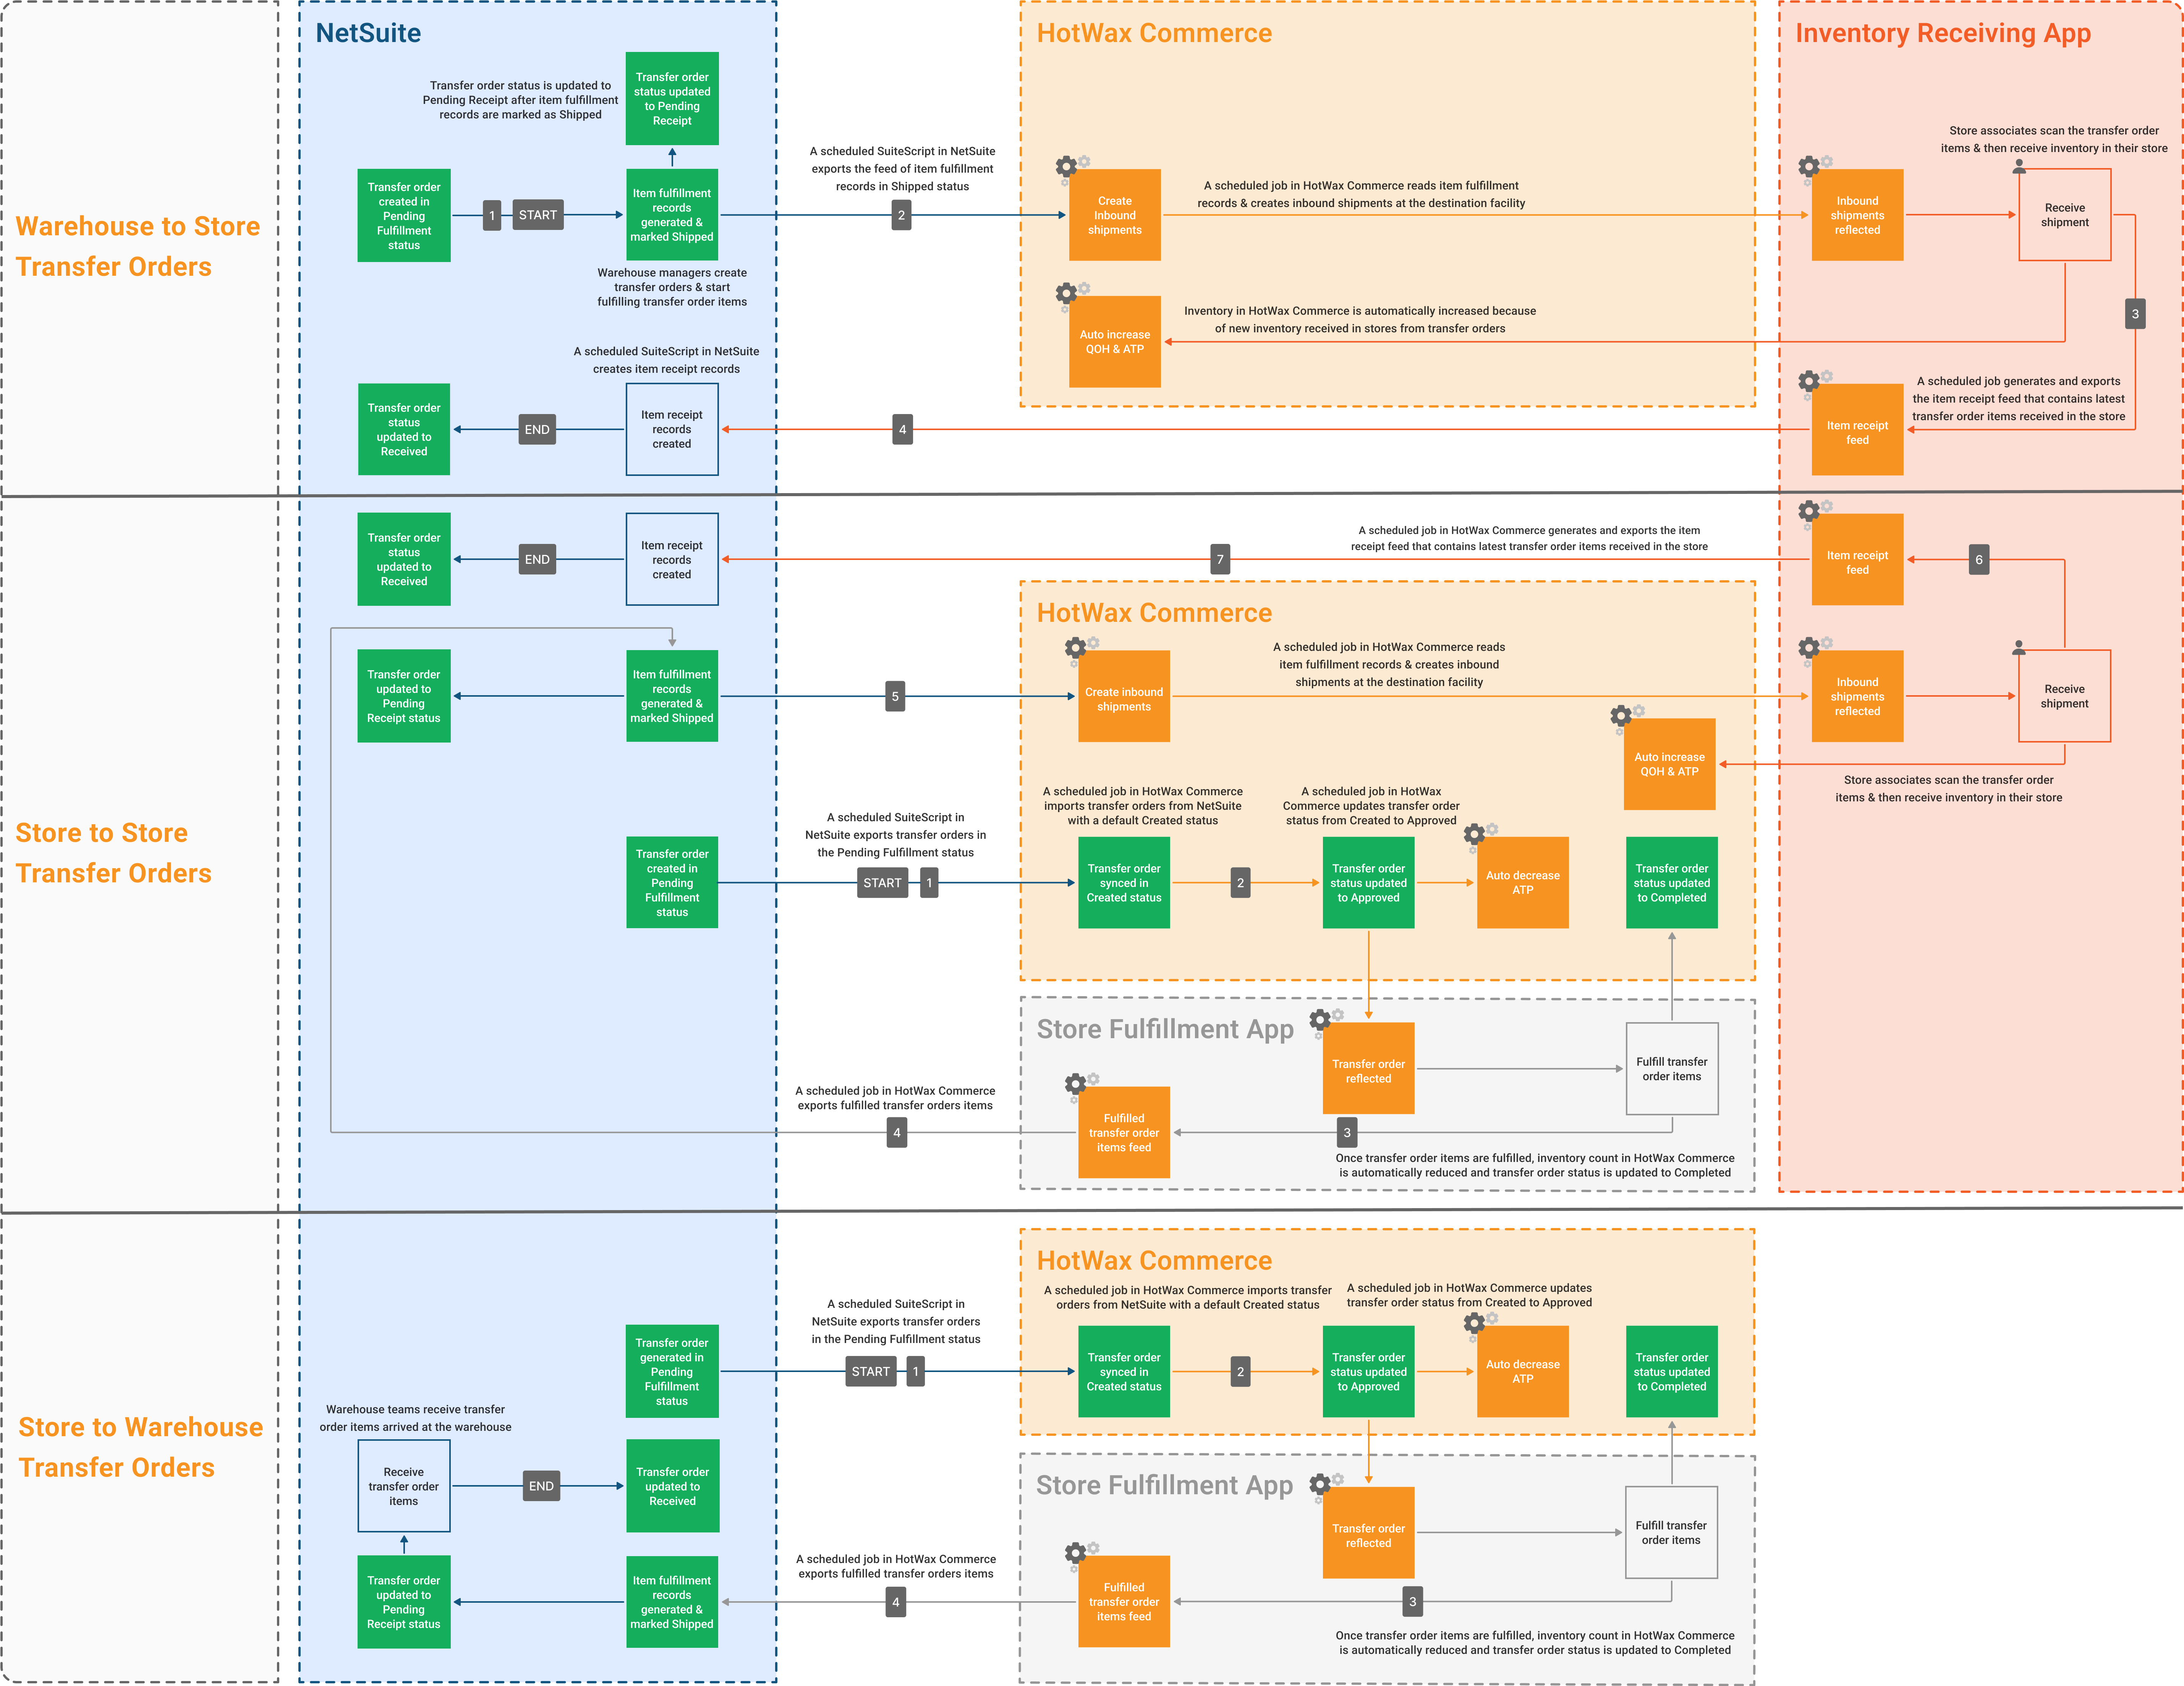 NetSuite
HotWax Commerce
Inventory Receiving App
Warehouse to Store
Transfer Orders
Transfer order status is updated to
Pending Receipt after item fulfillment
records are marked as Shipped
Transfer order
status updated
to Pending
Receipt
Transfer order
created in
Pending
Fulfillment
status
1
START
Item fulfillment
records
generated &
marked Shipped
Warehouse managers create
transfer orders & start
fulfilling transfer order items
A scheduled SuiteScript in NetSuite
exports the feed of item fulfillment
records in Shipped status
2
Create
Inbound
shipments
A scheduled job in HotWax Commerce reads item fulfillment
records & creates inbound shipments at the destination facility
Inbound
shipments
reflected
Store associates scan the transfer order
items & then receive inventory in their store
Receive
shipment
3
Auto increase
QOH & ATP
Inventory in HotWax Commerce is automatically increased because
of new inventory received in stores from transfer orders
A scheduled job generates and exports
the item receipt feed that contains latest
transfer order items received in the store
Item receipt
feed
4
A scheduled SuiteScript in NetSuite
creates item receipt records
Item receipt
records
created
END
Transfer order
status
updated to
Received
Store to Store
Transfer Orders
Transfer order
status
updated to
Received
END
Item receipt
records
created
7
A scheduled job in HotWax Commerce generates and exports the item
receipt feed that contains latest transfer order items received in the store
Item receipt
feed
6
HotWax Commerce
Transfer order
updated to
Pending
Receipt status
Item fulfillment
records
generated &
marked Shipped
5
Create inbound
shipments
A scheduled job in HotWax Commerce reads
item fulfillment records & creates inbound
shipments at the destination facility
Inbound
shipments
reflected
Receive
shipment
Auto increase
QOH & ATP
Store associates scan the transfer order
items & then receive inventory in their store
Transfer order
created in
Pending
Fulfillment
status
A scheduled SuiteScript in
NetSuite exports transfer orders in
the Pending Fulfillment status
START
1
A scheduled job in HotWax Commerce
imports transfer orders from NetSuite
with a default Created status
Transfer order
synced in
Created status
2
A scheduled job in HotWax
Commerce updates transfer order
status from Created to Approved
Transfer order
status updated
to Approved
Auto decrease
ATP
Transfer order
status updated
to Completed
Store Fulfillment App
Transfer order
reflected
Fulfill transfer
order items
A scheduled job in HotWax Commerce
exports fulfilled transfer orders items
4
Fulfilled
transfer order
items feed
3
Once transfer order items are fulfilled, inventory count in HotWax Commerce
is automatically reduced and transfer order status is updated to Completed
Store to Warehouse
Transfer Orders
HotWax Commerce
A scheduled SuiteScript in
NetSuite exports transfer orders
in the Pending Fulfillment status
Transfer order
generated in
Pending
Fulfillment
status
START
1
A scheduled job in HotWax Commerce imports transfer
orders from NetSuite with a default Created status
Transfer order
synced in
Created status
2
A scheduled job in HotWax Commerce updates
transfer order status from Created to Approved
Transfer order
status updated
to Approved
Auto decrease
ATP
Transfer order
status updated
to Completed
Warehouse teams receive transfer
order items arrived at the warehouse
Receive
transfer order
items
END
Transfer order
updated to
Received
Store Fulfillment App
Transfer order
reflected
Fulfill transfer
order items
Transfer order
updated to
Pending
Receipt status
Item fulfillment
records
generated &
marked Shipped
A scheduled job in HotWax Commerce
exports fulfilled transfer orders items
4
Fulfilled
transfer order
items feed
3
Once transfer order items are fulfilled, inventory count in HotWax Commerce
is automatically reduced and transfer order status is updated to Completed